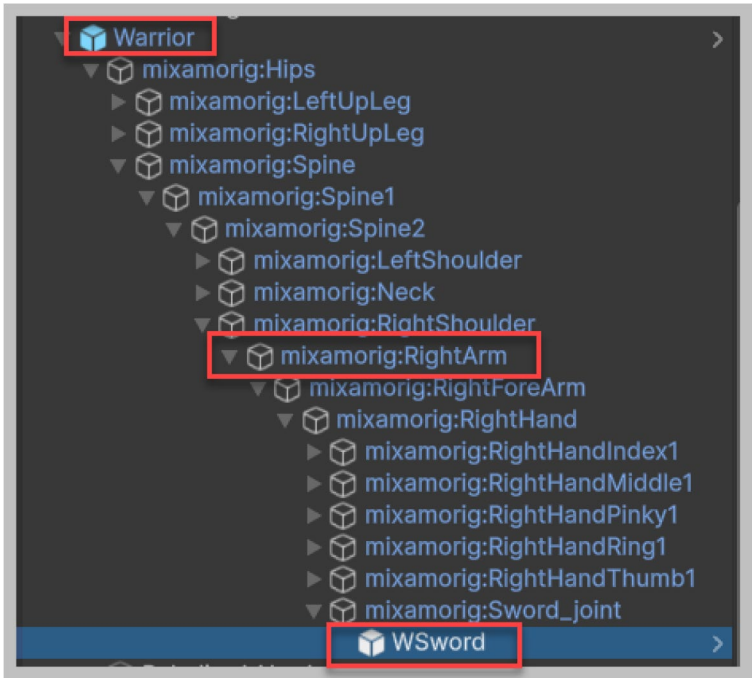 Warrior
mixamorig:Hips
mixamorig:LeftUpLeg
mixamorig:RightUpLeg
mixamorig:Spine
mixamorig:Spine1
mixamorig:Spine2
mixamorig:LeftShoulder
mixamorig:Neck
mixamorig:RightShoulder
mixamorig:RightArm
mixamorig:RightForeArm
mixamorig:RightHand
mixamorig:RightHandIndex1
mixamorig:RightHandMiddle1
mixamorig:RightHandPinky1
mixamorig:RightHandRing1
mixamorig:RightHandThumb1
mixamorig:Sword_joint
WSword